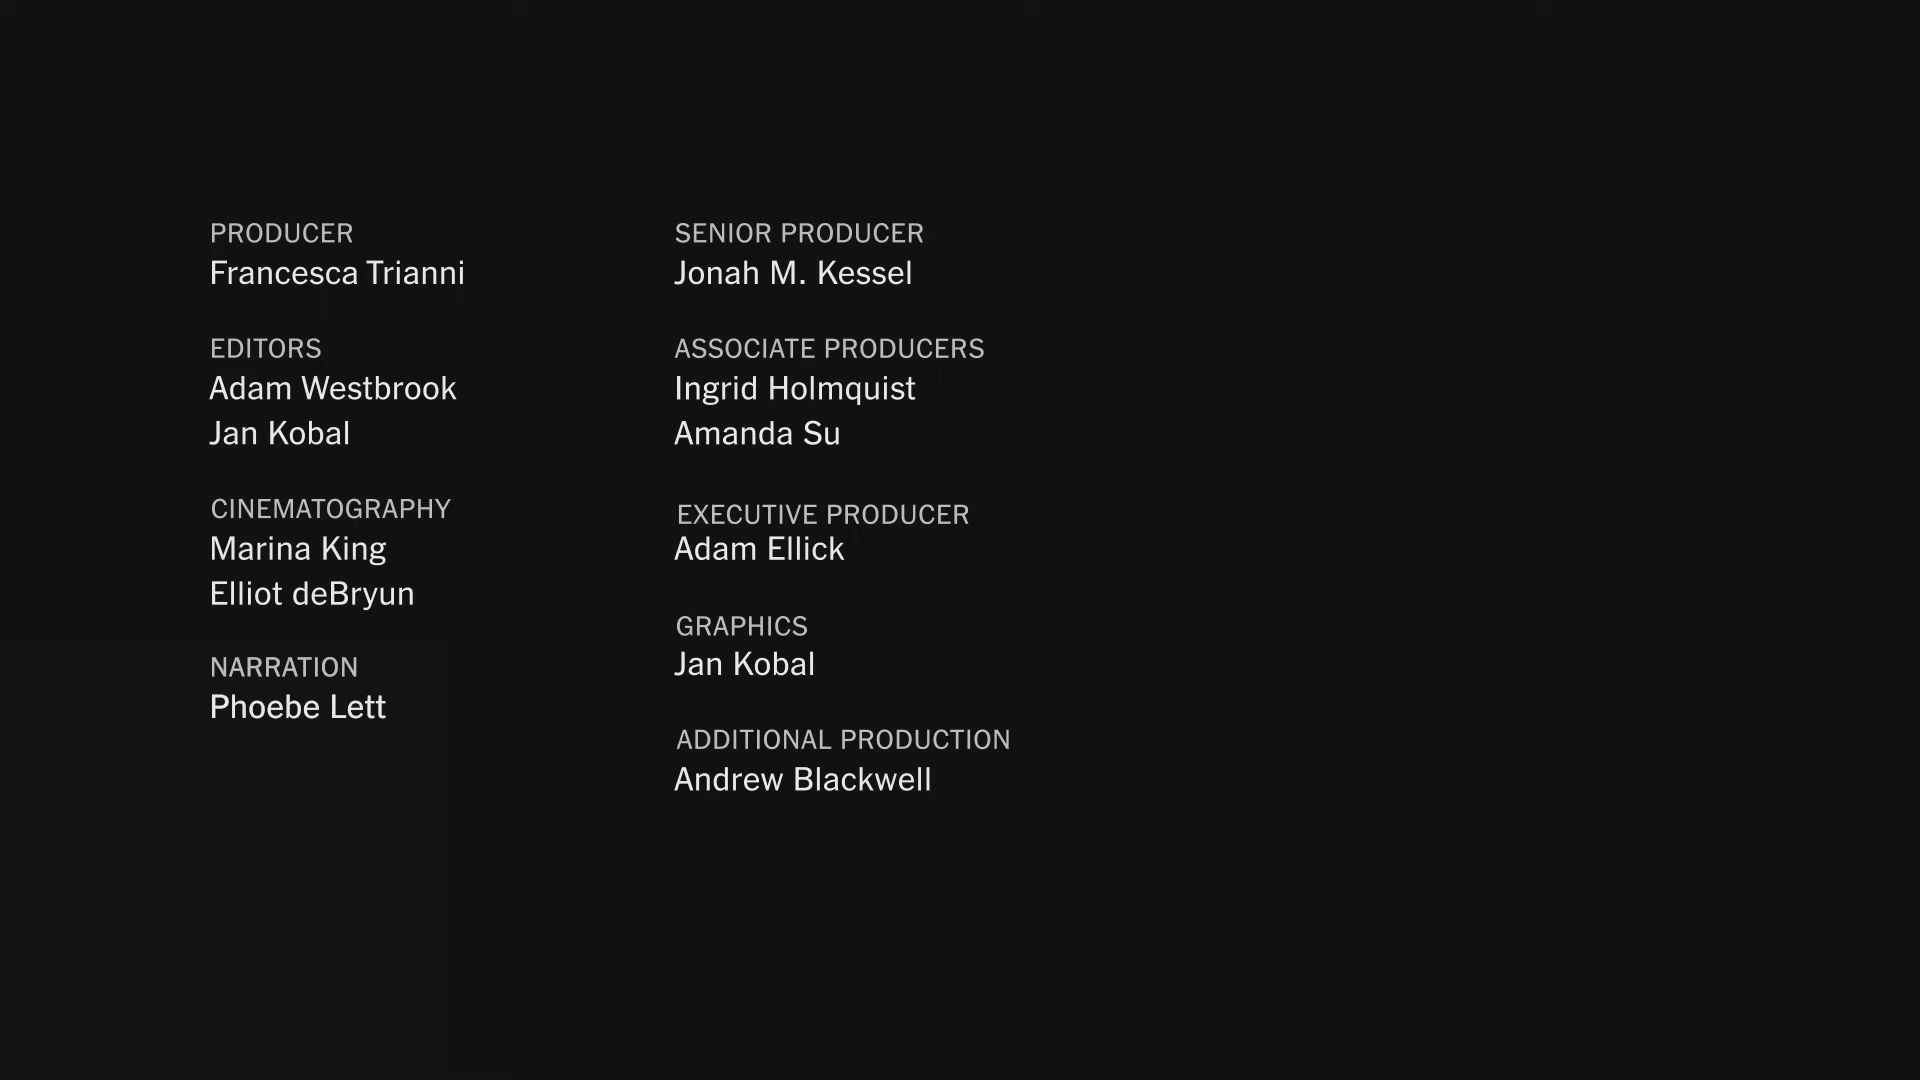 PRODUCER
Francesca Trianni
EDITORS
Adam Westbrook
Jan Kobal
CINEMATOGRAPHY
Marina King
Elliot deBryun
NARRATION
Phoebe Lett
SENIOR PRODUCER
Jonah M. Kessel
ASSOCIATE PRODUCERS
Ingrid Holmquist
Amanda Su
EXECUTIVE PRODUCER
Adam Ellick
GRAPHICS
Jan Kobal
ADDITIONAL PRODUCTION
Andrew Blackwell